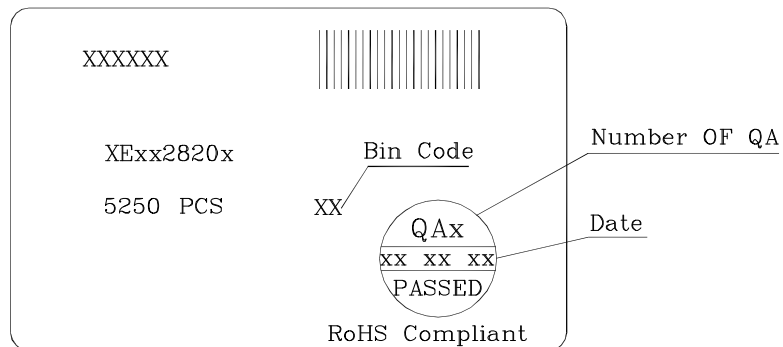 XXXXXX
XExx2820x
Bin Code
Number OF QA
5250 PCS
XX
QAx
Date
xx xx xx
PASSED
RoHS Compliant